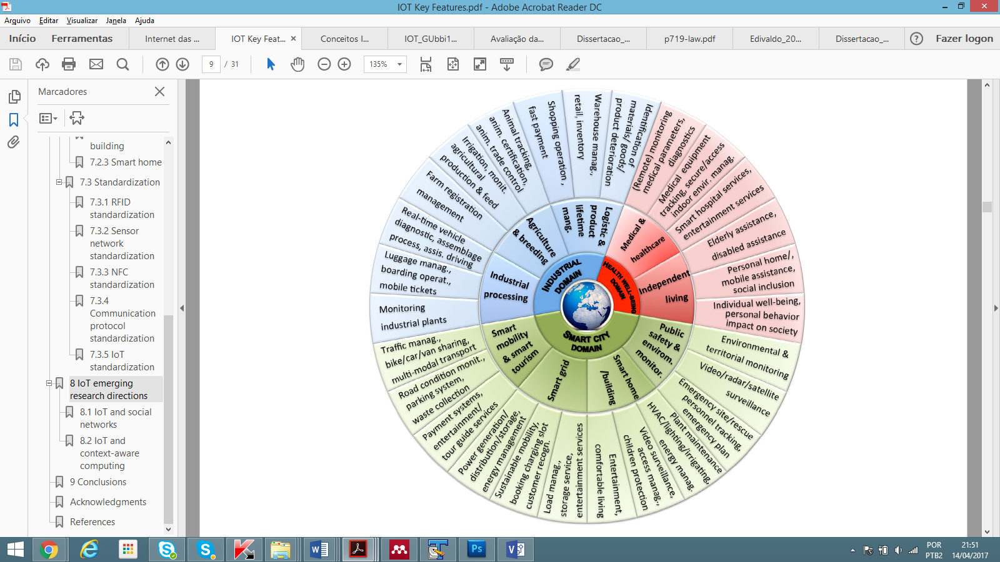 IOT Key Features.pdf - Adobe Acrobat Reader DC
Arquivo Editar Visualizar Janela Ajuda
Início Ferramentas Internet das ... IOT Key Feat... × Conceitos I... IOT_GUbbi1... Avaliação da... Dissertacao_... p719-law.pdf Edivaldo_20... Dissertacao_... Fazer logon
9 / 31 135%
Marcadores
building
7.2.3 Smart home
7.3 Standardization
7.3.1 RFID
standardization
7.3.2 Sensor
network
standardization
7.3.3 NFC
standardization
7.3.4
Communication
protocol
standardization
7.3.5 IoT
standardization
8 IoT emerging
research directions
8.1 IoT and social
networks
8.2 IoT and
context-aware
computing
9 Conclusions
Acknowledgments
References
INDUSTRIAL
DOMAIN
HEALTH WELL-BEING
DOMAIN
SMART CITY
DOMAIN
Logistic &
product
lifetime
mang.
Agriculture
& breeding
Industrial
processing
Medical &
healthcare
Independent
living
Public
safety &
environm.
monitor.
Smart home
/building
Smart grid
Smart
mobility
& smart
tourism
Identification of
materials/ goods/
product deterioration
Warehouse manag.,
retail, inventory
Shopping operation ,
fast payment
Animal tracking,
anim. certification,
anim. trade control
Irrigation, monit.
agricultural
production & feed
Farm registration
management
Real-time vehicle
diagnostic, assemblage
process, assis. driving
Luggage manag.,
boarding operat.,
mobile tickets
Monitoring
industrial plants
(Remote) monitoring
medical parameters,
diagnostics
Medical equipment
tracking, secure/access
indoor envir. manag.
Smart hospital services,
entertainment services
Elderly assistance,
disabled assistance
Personal home/,
mobile assistance,
social inclusion
Individual well-being,
personal behavior
impact on society
Environmental &
territorial monitoring
Video/radar/satellite
surveillance
Emergency site/rescue
personnel tracking,
emergency plan
Plant maintenance
HVAC/lighting/irrigating,
energy manag.
Video surveillance,
access manag.,
children protection
Entertainment,
comfortable living
Load manag.,
storage service,
entertainment services
Sustainable mobility,
booking charging slot
customer recogn.
Power generation/
distribution/storage,
energy management
Payment systems,
entertainment/
tour guide services
Road condition monit.,
parking system,
waste collection
Traffic manag.,
bike/car/van sharing,
multi-modal transport
POR
PTB2
21:51
14/04/2017